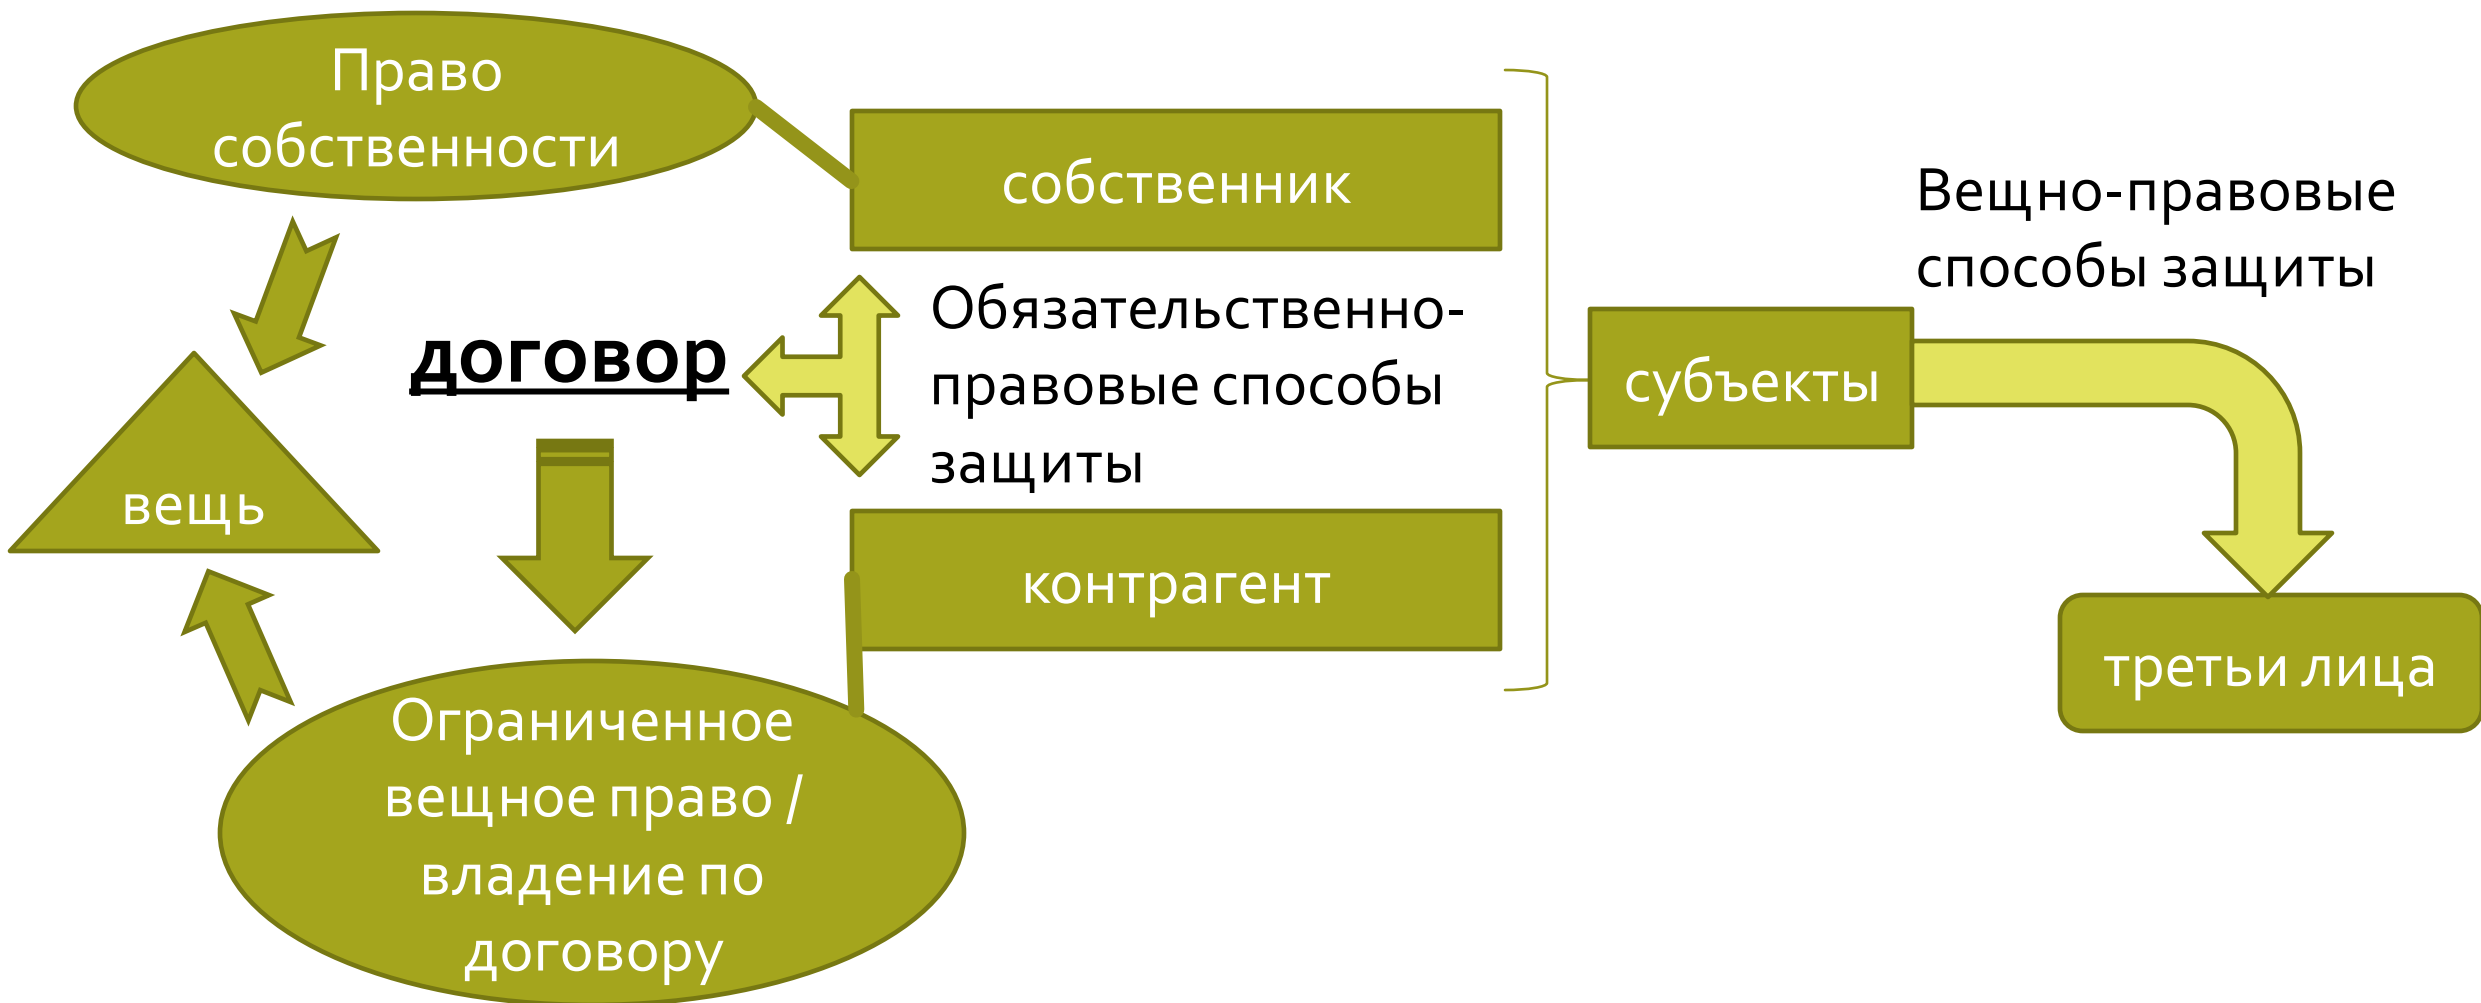 Право
собственности
собственник
Вещно-правовые
способы защиты
договор
Обязательственно-
правовые способы
защиты
субъекты
вещь
контрагент
третьи лица
Ограниченное
вещное право /
владение по
договору